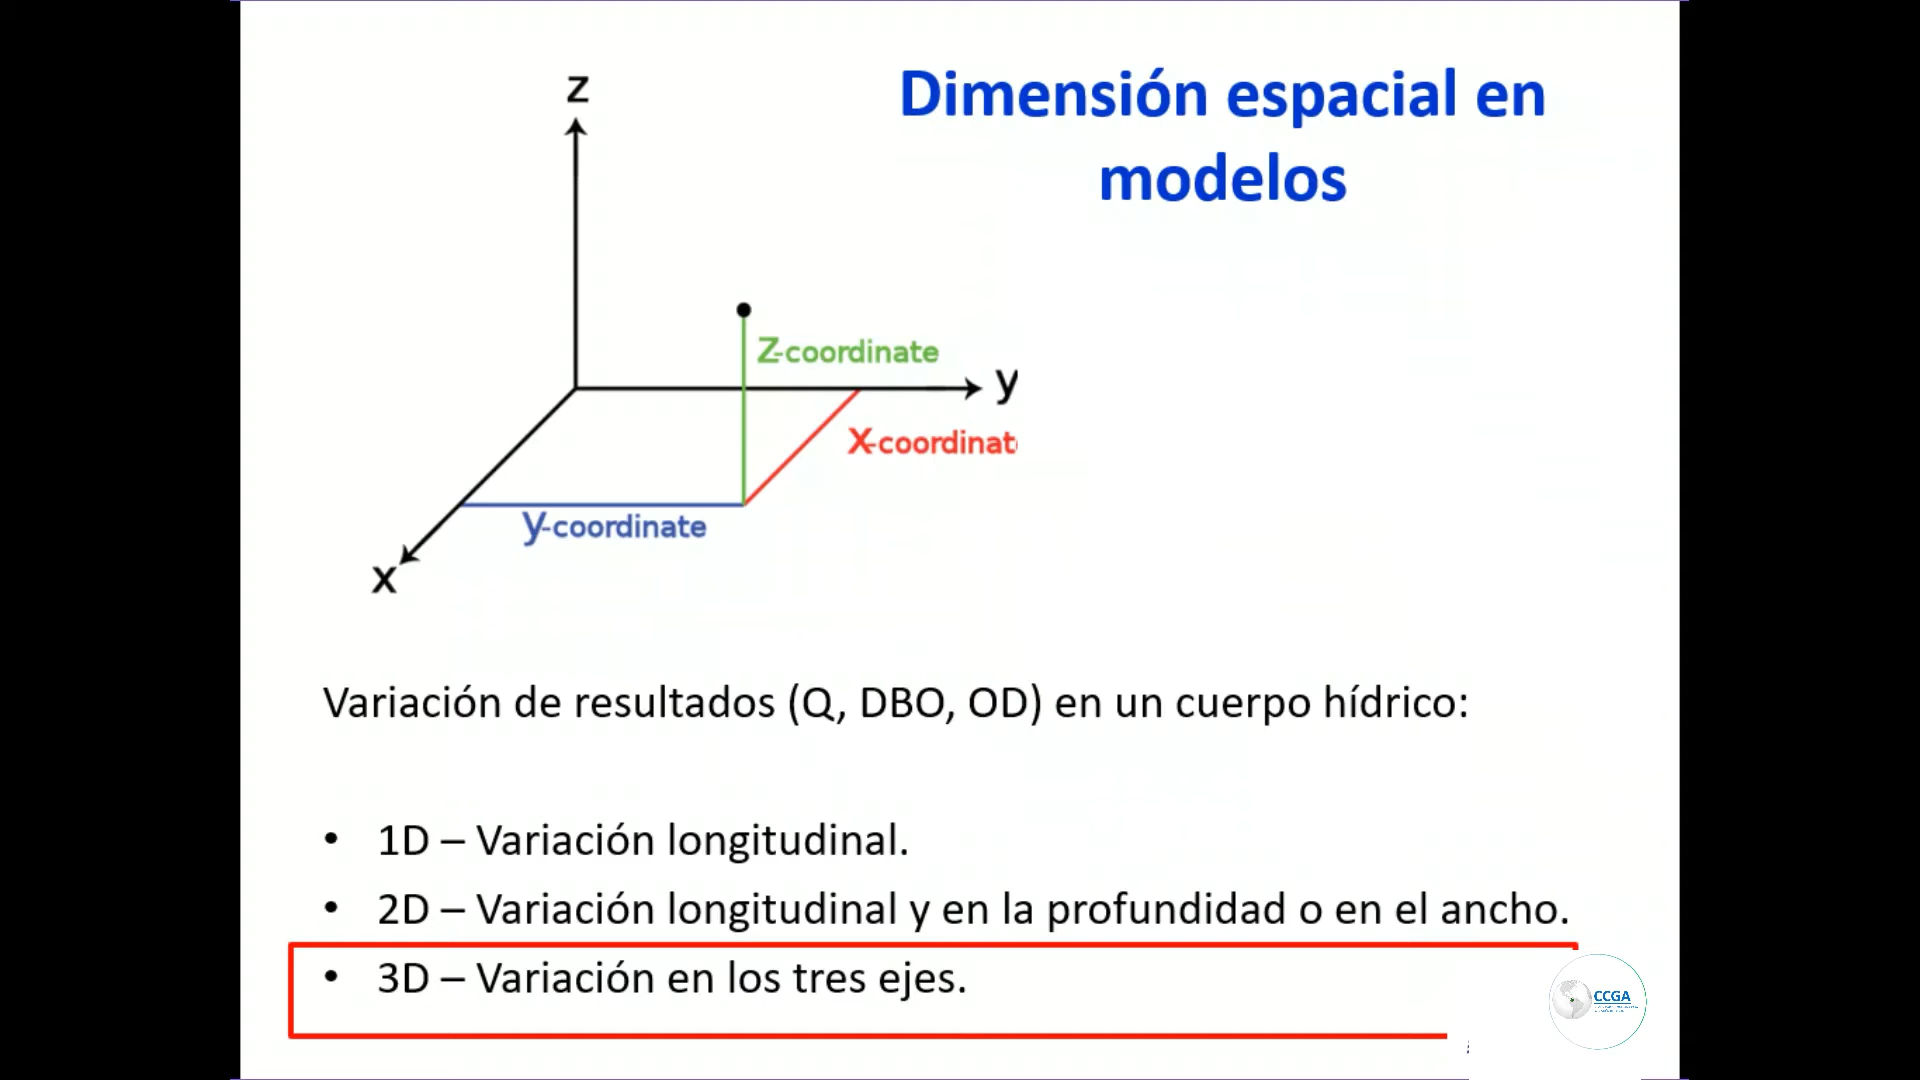 Dimensión espacial en
modelos
z
Z-coordinate
y
X-coordinat
y-coordinate
x
Variación de resultados (Q, DBO, OD) en un cuerpo hídrico:
• 1D – Variación longitudinal.
• 2D – Variación longitudinal y en la profundidad o en el ancho.
• 3D – Variación en los tres ejes.
CCGA